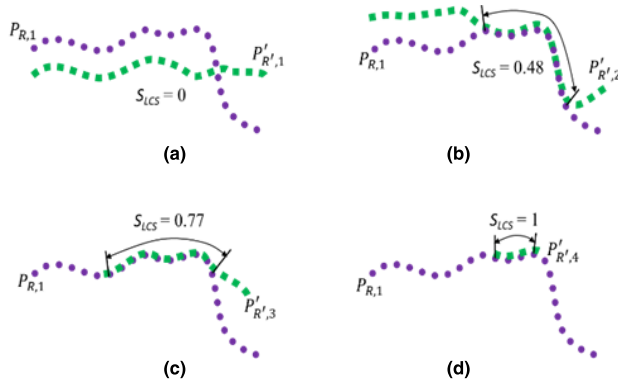 P_{R,1}
P′_{R′,1}
S_{LCS} = 0
(a)
P_{R,1}
S_{LCS} = 0.48
P′_{R′,2}
(b)
S_{LCS} = 0.77
P_{R,1}
P′_{R′,3}
(c)
S_{LCS} = 1
P′_{R′,4}
P_{R,1}
(d)